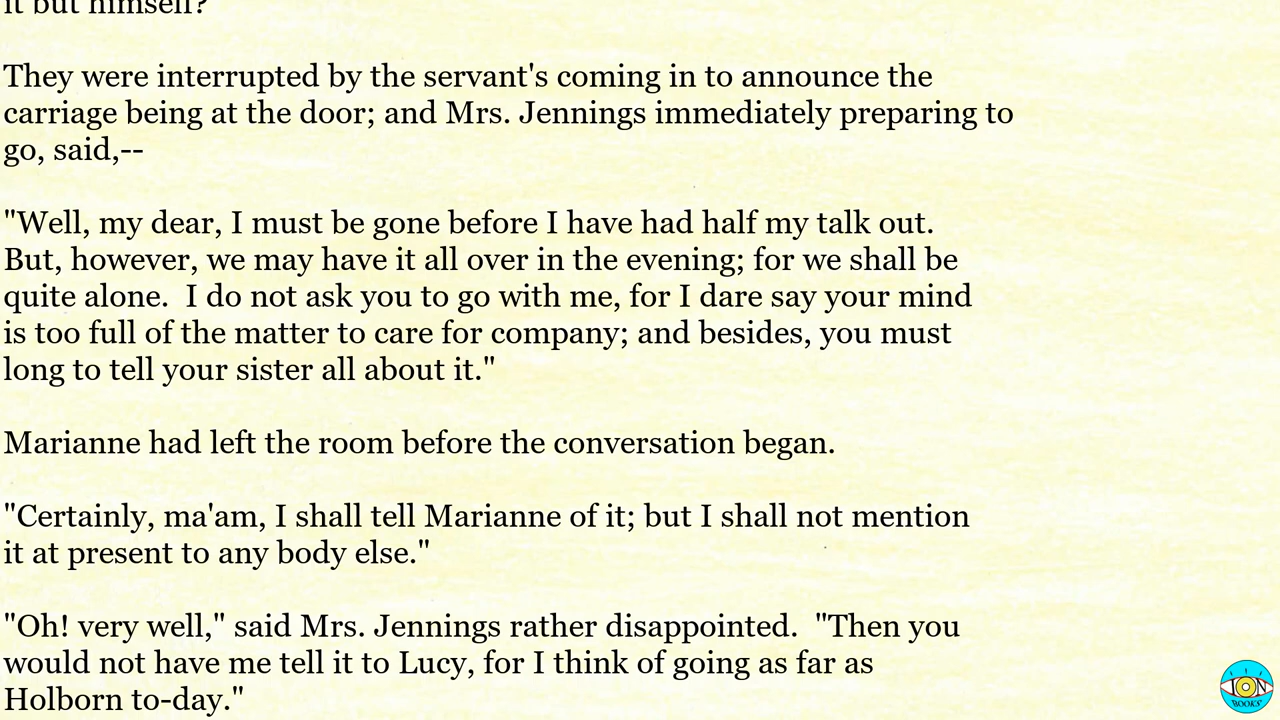 it but himself?
They were interrupted by the servant's coming in to announce the
carriage being at the door; and Mrs. Jennings immediately preparing to
go, said,--
"Well, my dear, I must be gone before I have had half my talk out.
But, however, we may have it all over in the evening; for we shall be
quite alone.  I do not ask you to go with me, for I dare say your mind
is too full of the matter to care for company; and besides, you must
long to tell your sister all about it."
Marianne had left the room before the conversation began.
"Certainly, ma'am, I shall tell Marianne of it; but I shall not mention
it at present to any body else."
"Oh! very well," said Mrs. Jennings rather disappointed.  "Then you
would not have me tell it to Lucy, for I think of going as far as
Holborn to-day."
ION
BOOKS